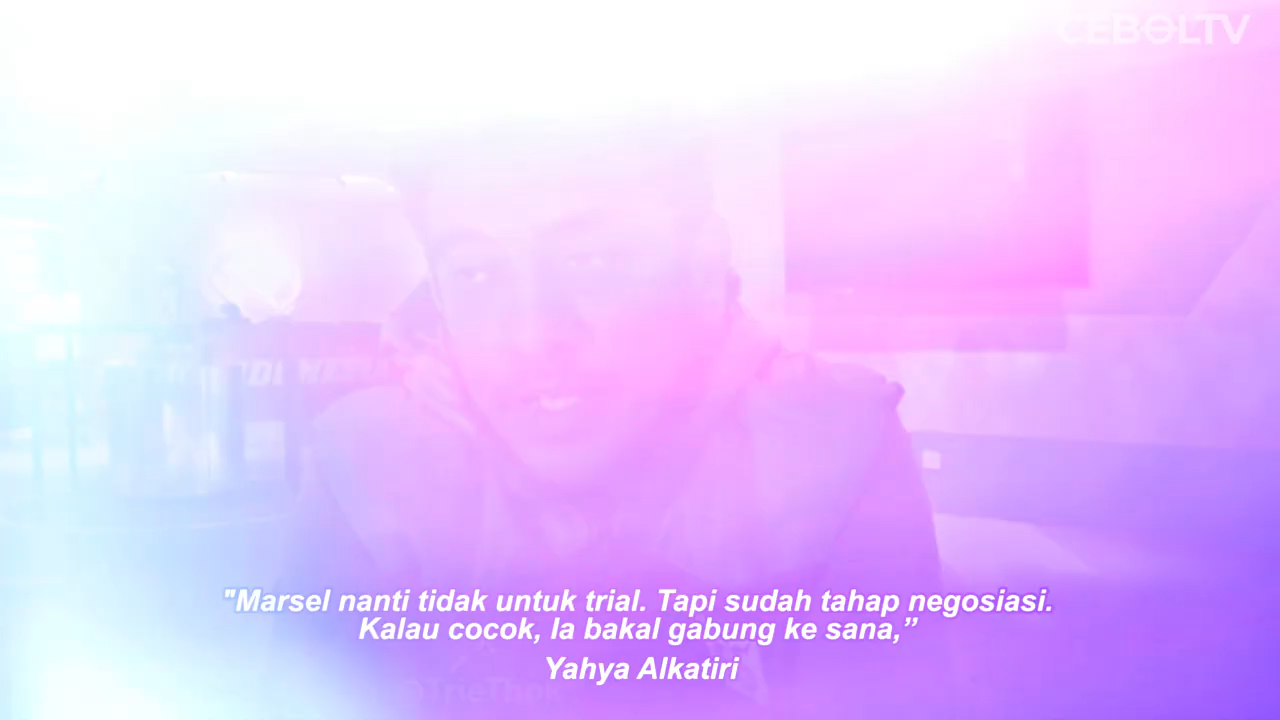 CEBOLTV
"Marsel nanti tidak untuk trial. Tapi sudah tahap negosiasi.
Kalau cocok, Ia bakal gabung ke sana,”
Yahya Alkatiri